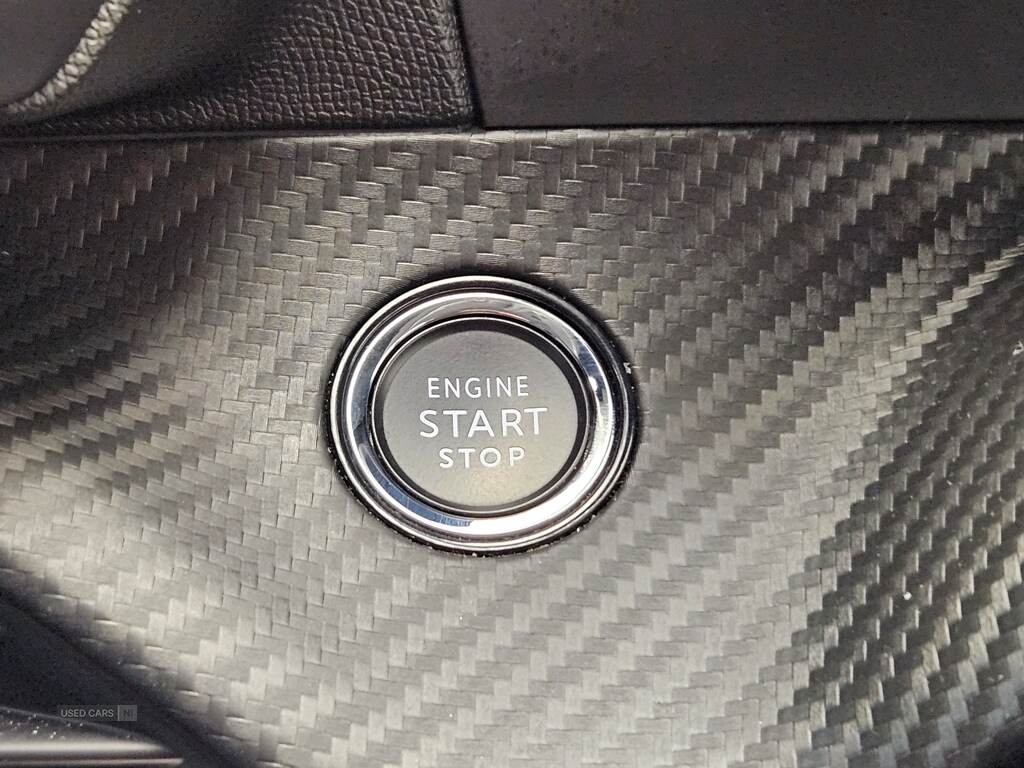 ENGINE
START
STOP
USED CARS NI